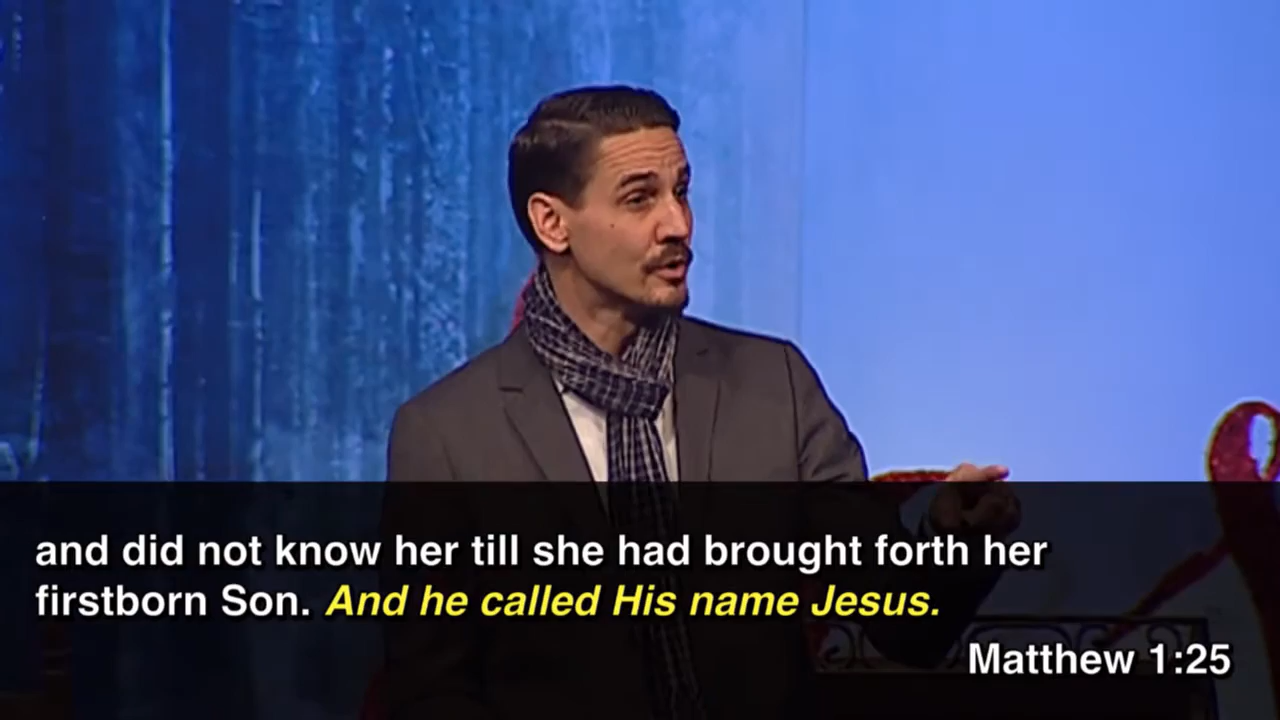 and did not know her till she had brought forth her
firstborn Son. And he called His name Jesus.
Matthew 1:25